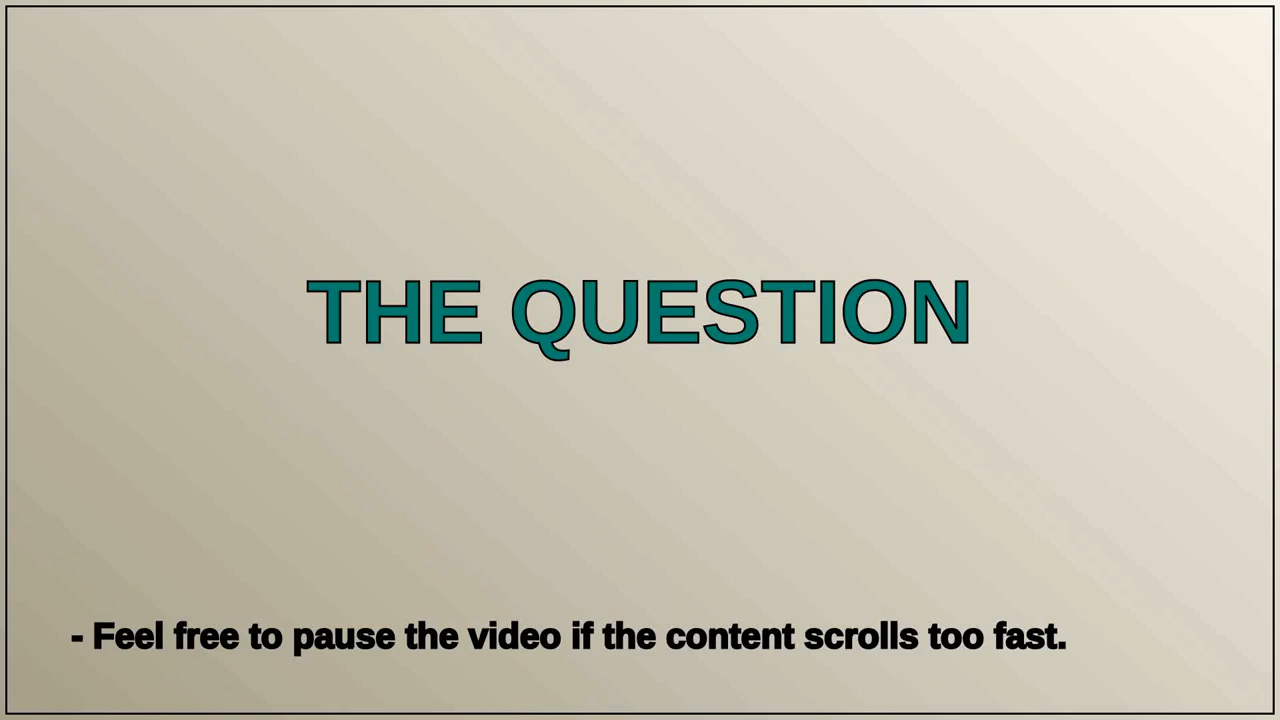 THE QUESTION
- Feel free to pause the video if the content scrolls too fast.